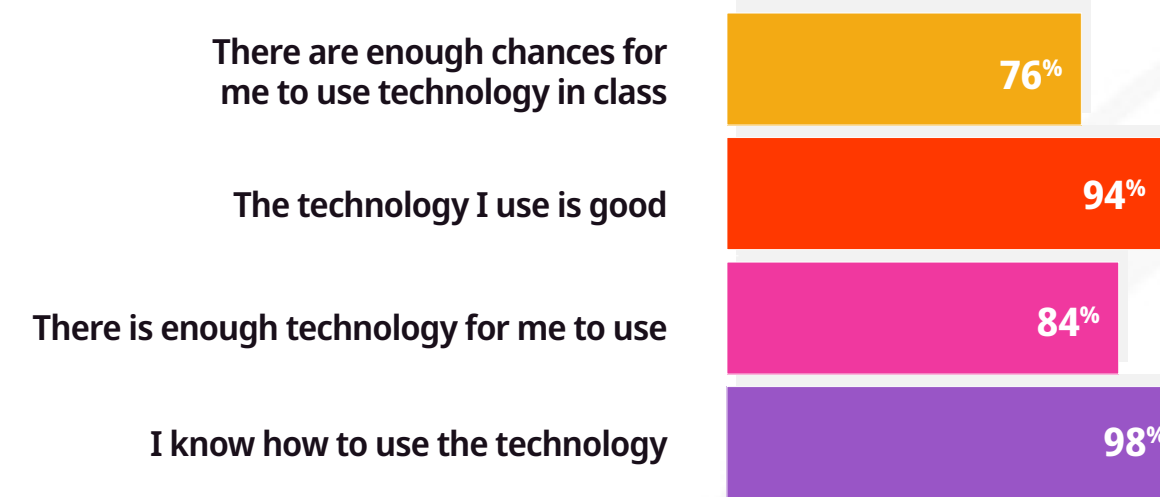 There are enough chances for
me to use technology in class
76%
The technology I use is good
94%
There is enough technology for me to use
84%
I know how to use the technology
98%